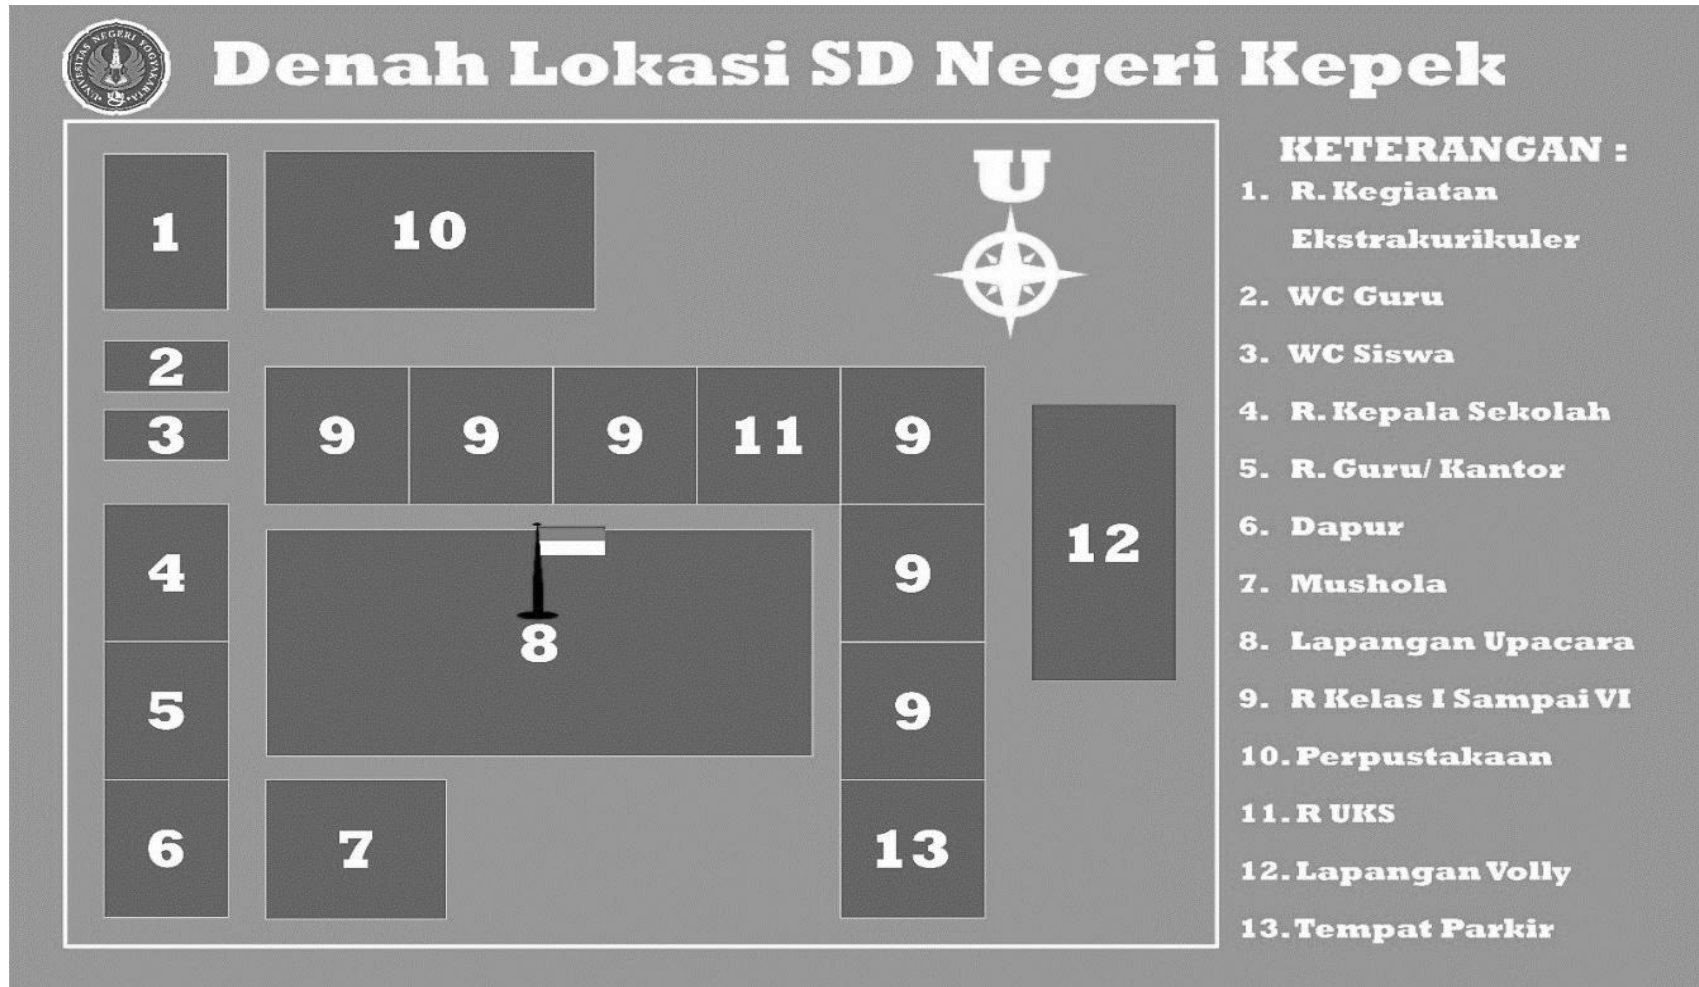 UNIVERSITAS NEGERI YOGYAKARTA
Denah Lokasi SD Negeri Kepek
U
1
10
2
3
9 9 9 11 9
4
8
9
12
5
9
6
7
13
KETERANGAN :
1. R. Kegiatan
Ekstrakurikuler
2. WC Guru
3. WC Siswa
4. R. Kepala Sekolah
5. R. Guru/ Kantor
6. Dapur
7. Mushola
8. Lapangan Upacara
9. R Kelas I Sampai VI
10. Perpustakaan
11. R UKS
12. Lapangan Volly
13. Tempat Parkir